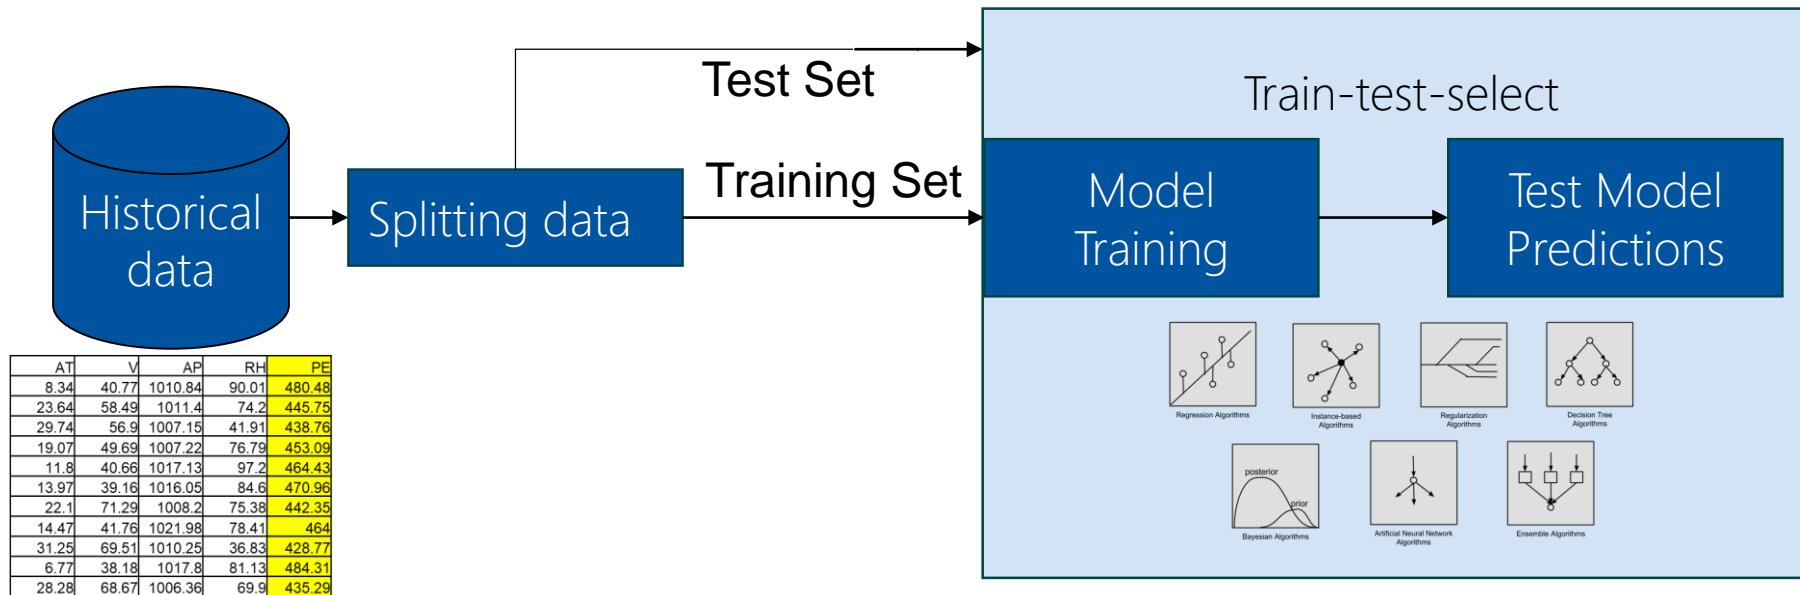 Test Set
Train-test-select
Historical
data
Splitting data
Training Set
Model
Training
Test Model
Predictions
AT V AP RH PE
8.34 40.77 1010.84 90.01 480.48
23.64 58.49 1011.4 74.2 445.75
29.74 56.9 1007.15 41.91 438.76
19.07 49.69 1007.22 76.79 453.09
11.8 40.66 1017.13 97.2 464.43
13.97 39.16 1016.05 84.6 470.96
22.1 71.29 1008.2 75.38 442.35
14.47 41.76 1021.98 78.41 464
31.25 69.51 1010.25 36.83 428.77
6.77 38.18 1017.8 81.13 484.31
28.28 68.67 1006.36 69.9 435.29
Regression Algorithms
Instance-based
Algorithms
Regularization
Algorithms
Decision Tree
Algorithms
posterior
prior
Bayesian Algorithms
Artificial Neural Network
Algorithms
Ensemble Algorithms